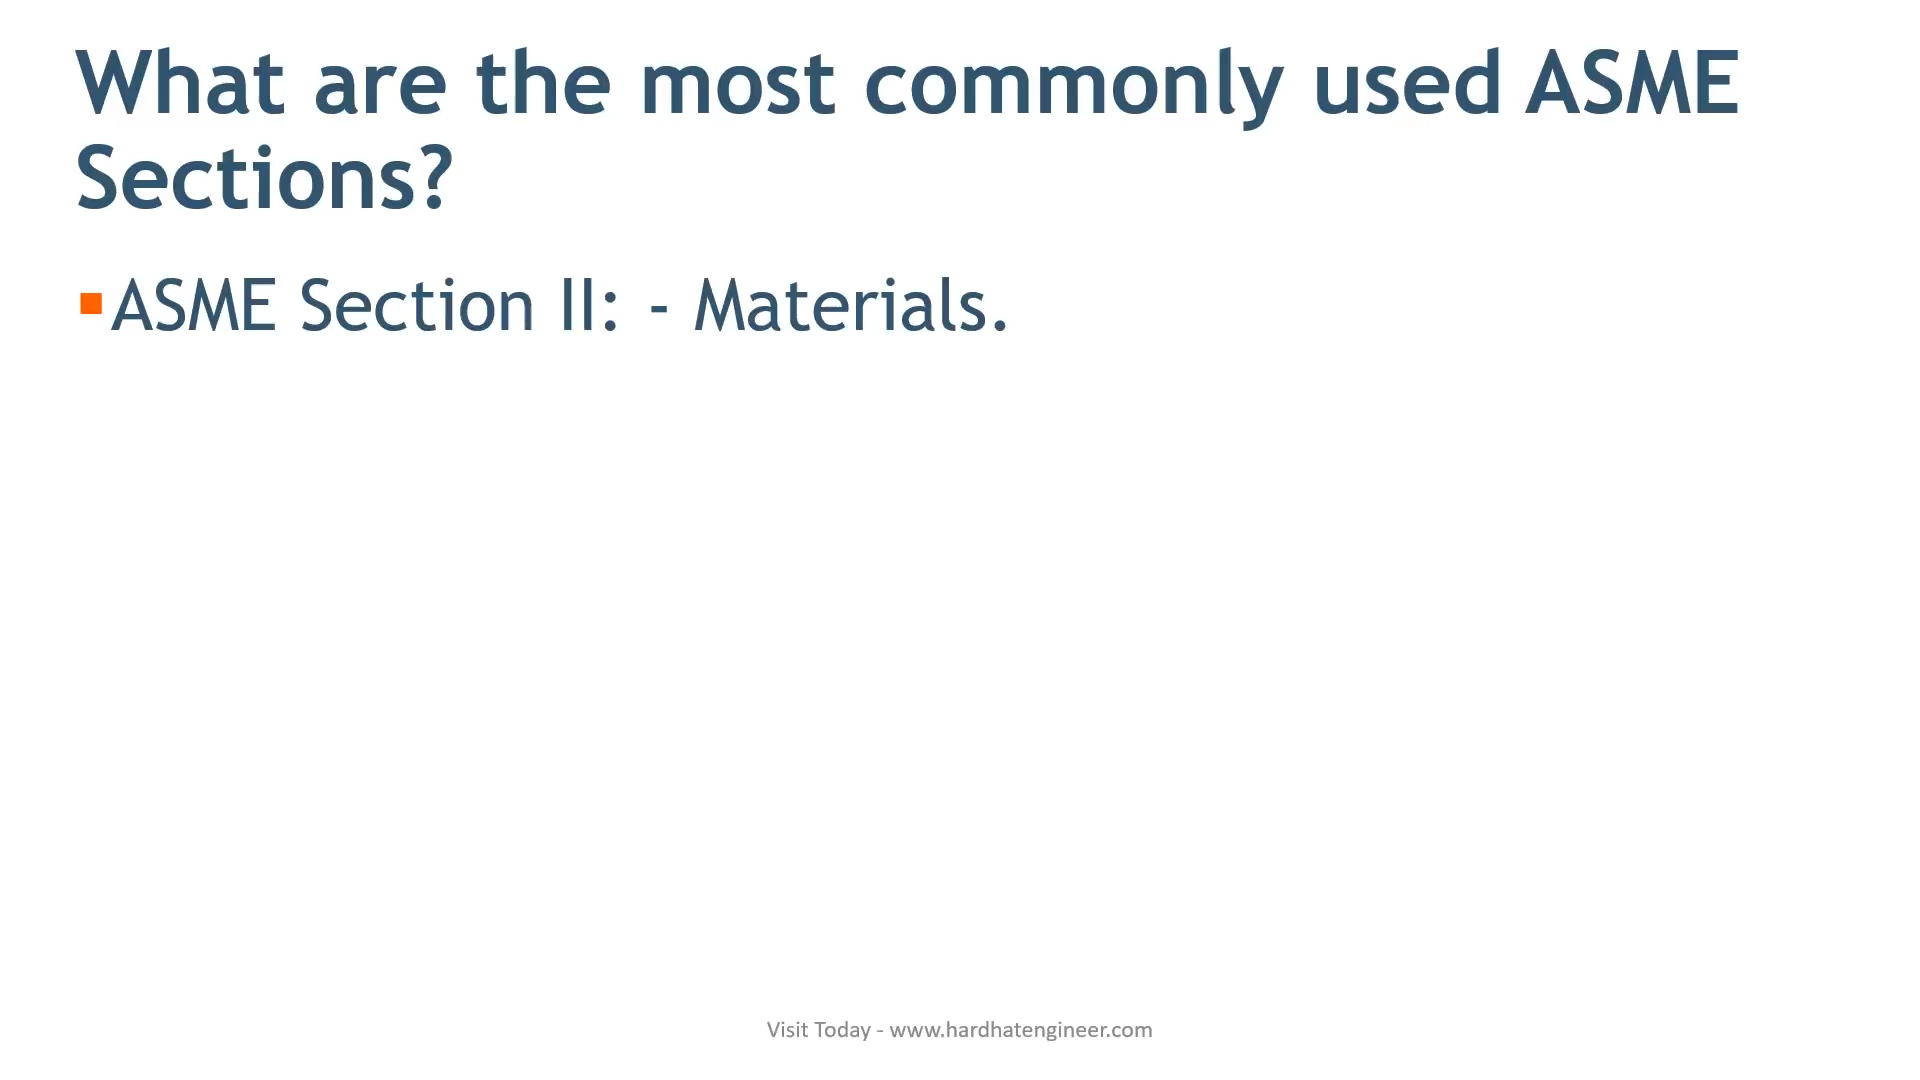 What are the most commonly used ASME
Sections?
▪ASME Section II: - Materials.
Visit Today - www.hardhatengineer.com